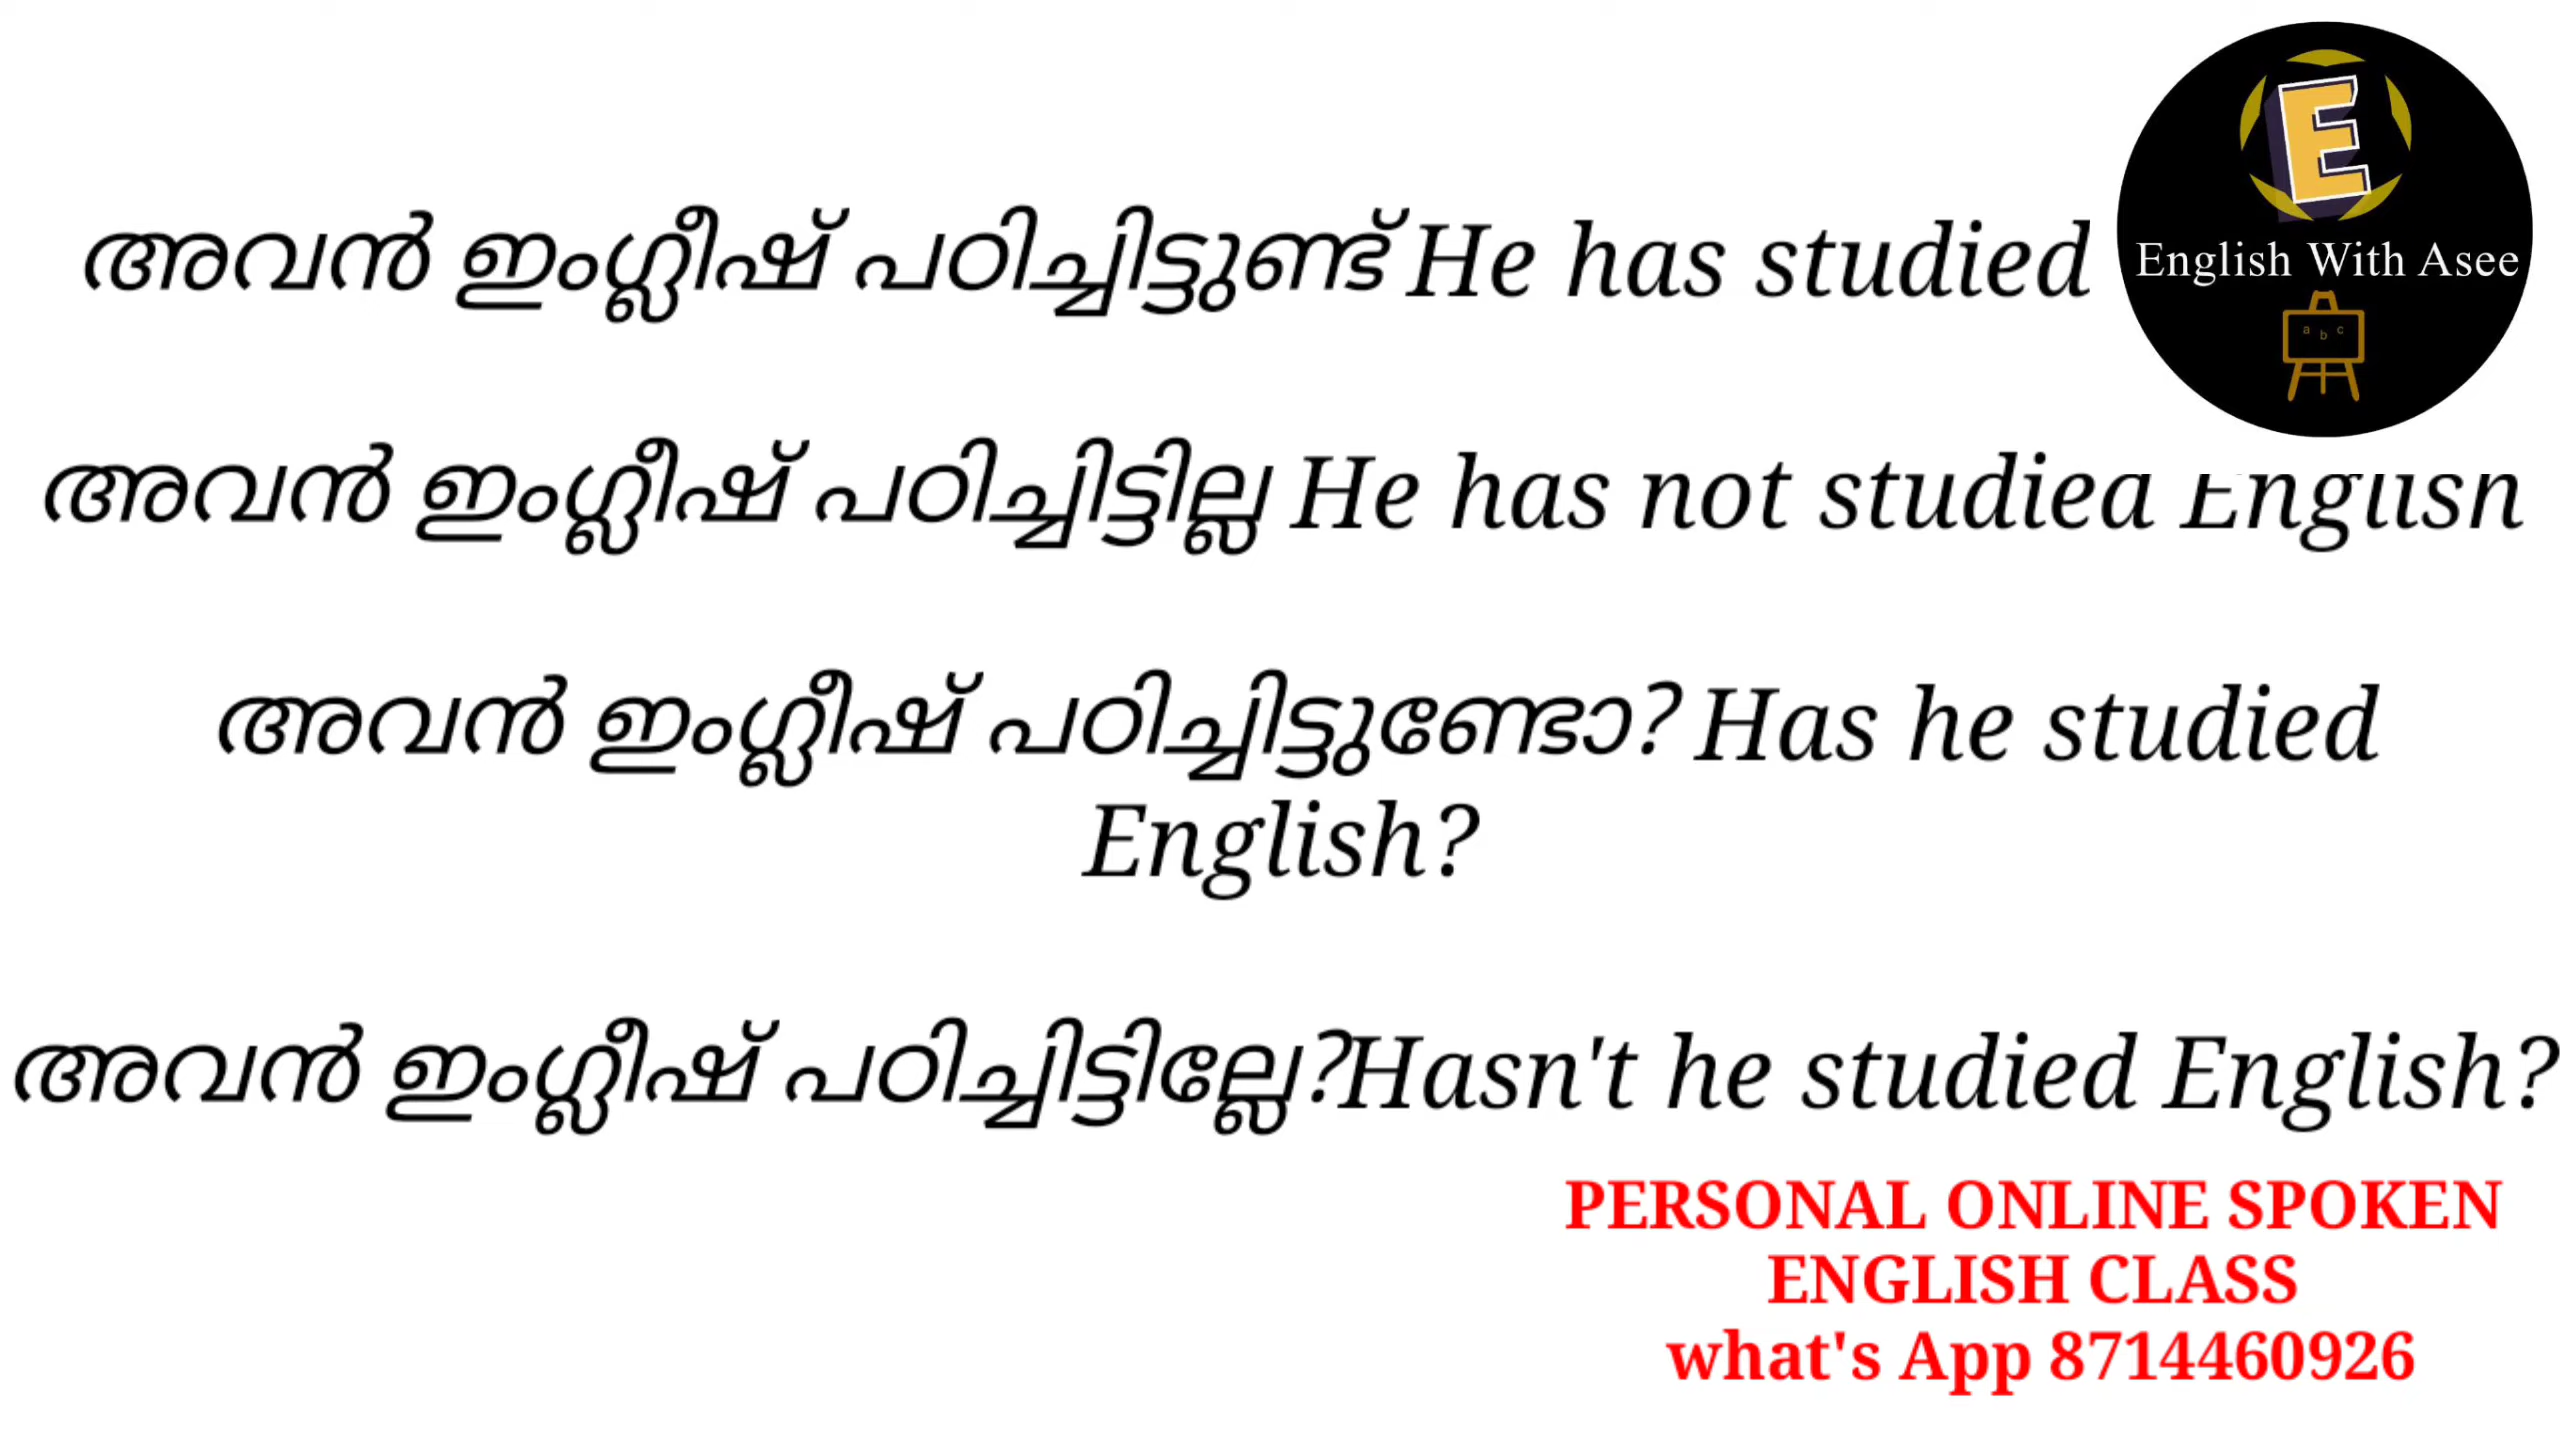 അവൻ ഇംഗ്ലീഷ് പഠിച്ചിട്ടുണ്ട് He has studied
English With Asee
a b c
അവൻ ഇംഗ്ലീഷ് പഠിച്ചിട്ടില്ല He has not studied English
അവൻ ഇംഗ്ലീഷ് പഠിച്ചിട്ടുണ്ടോ? Has he studied
English?
അവൻ ഇംഗ്ലീഷ് പഠിച്ചിട്ടില്ലേ?Hasn't he studied English?
PERSONAL ONLINE SPOKEN
ENGLISH CLASS
what's App 8714460926
E